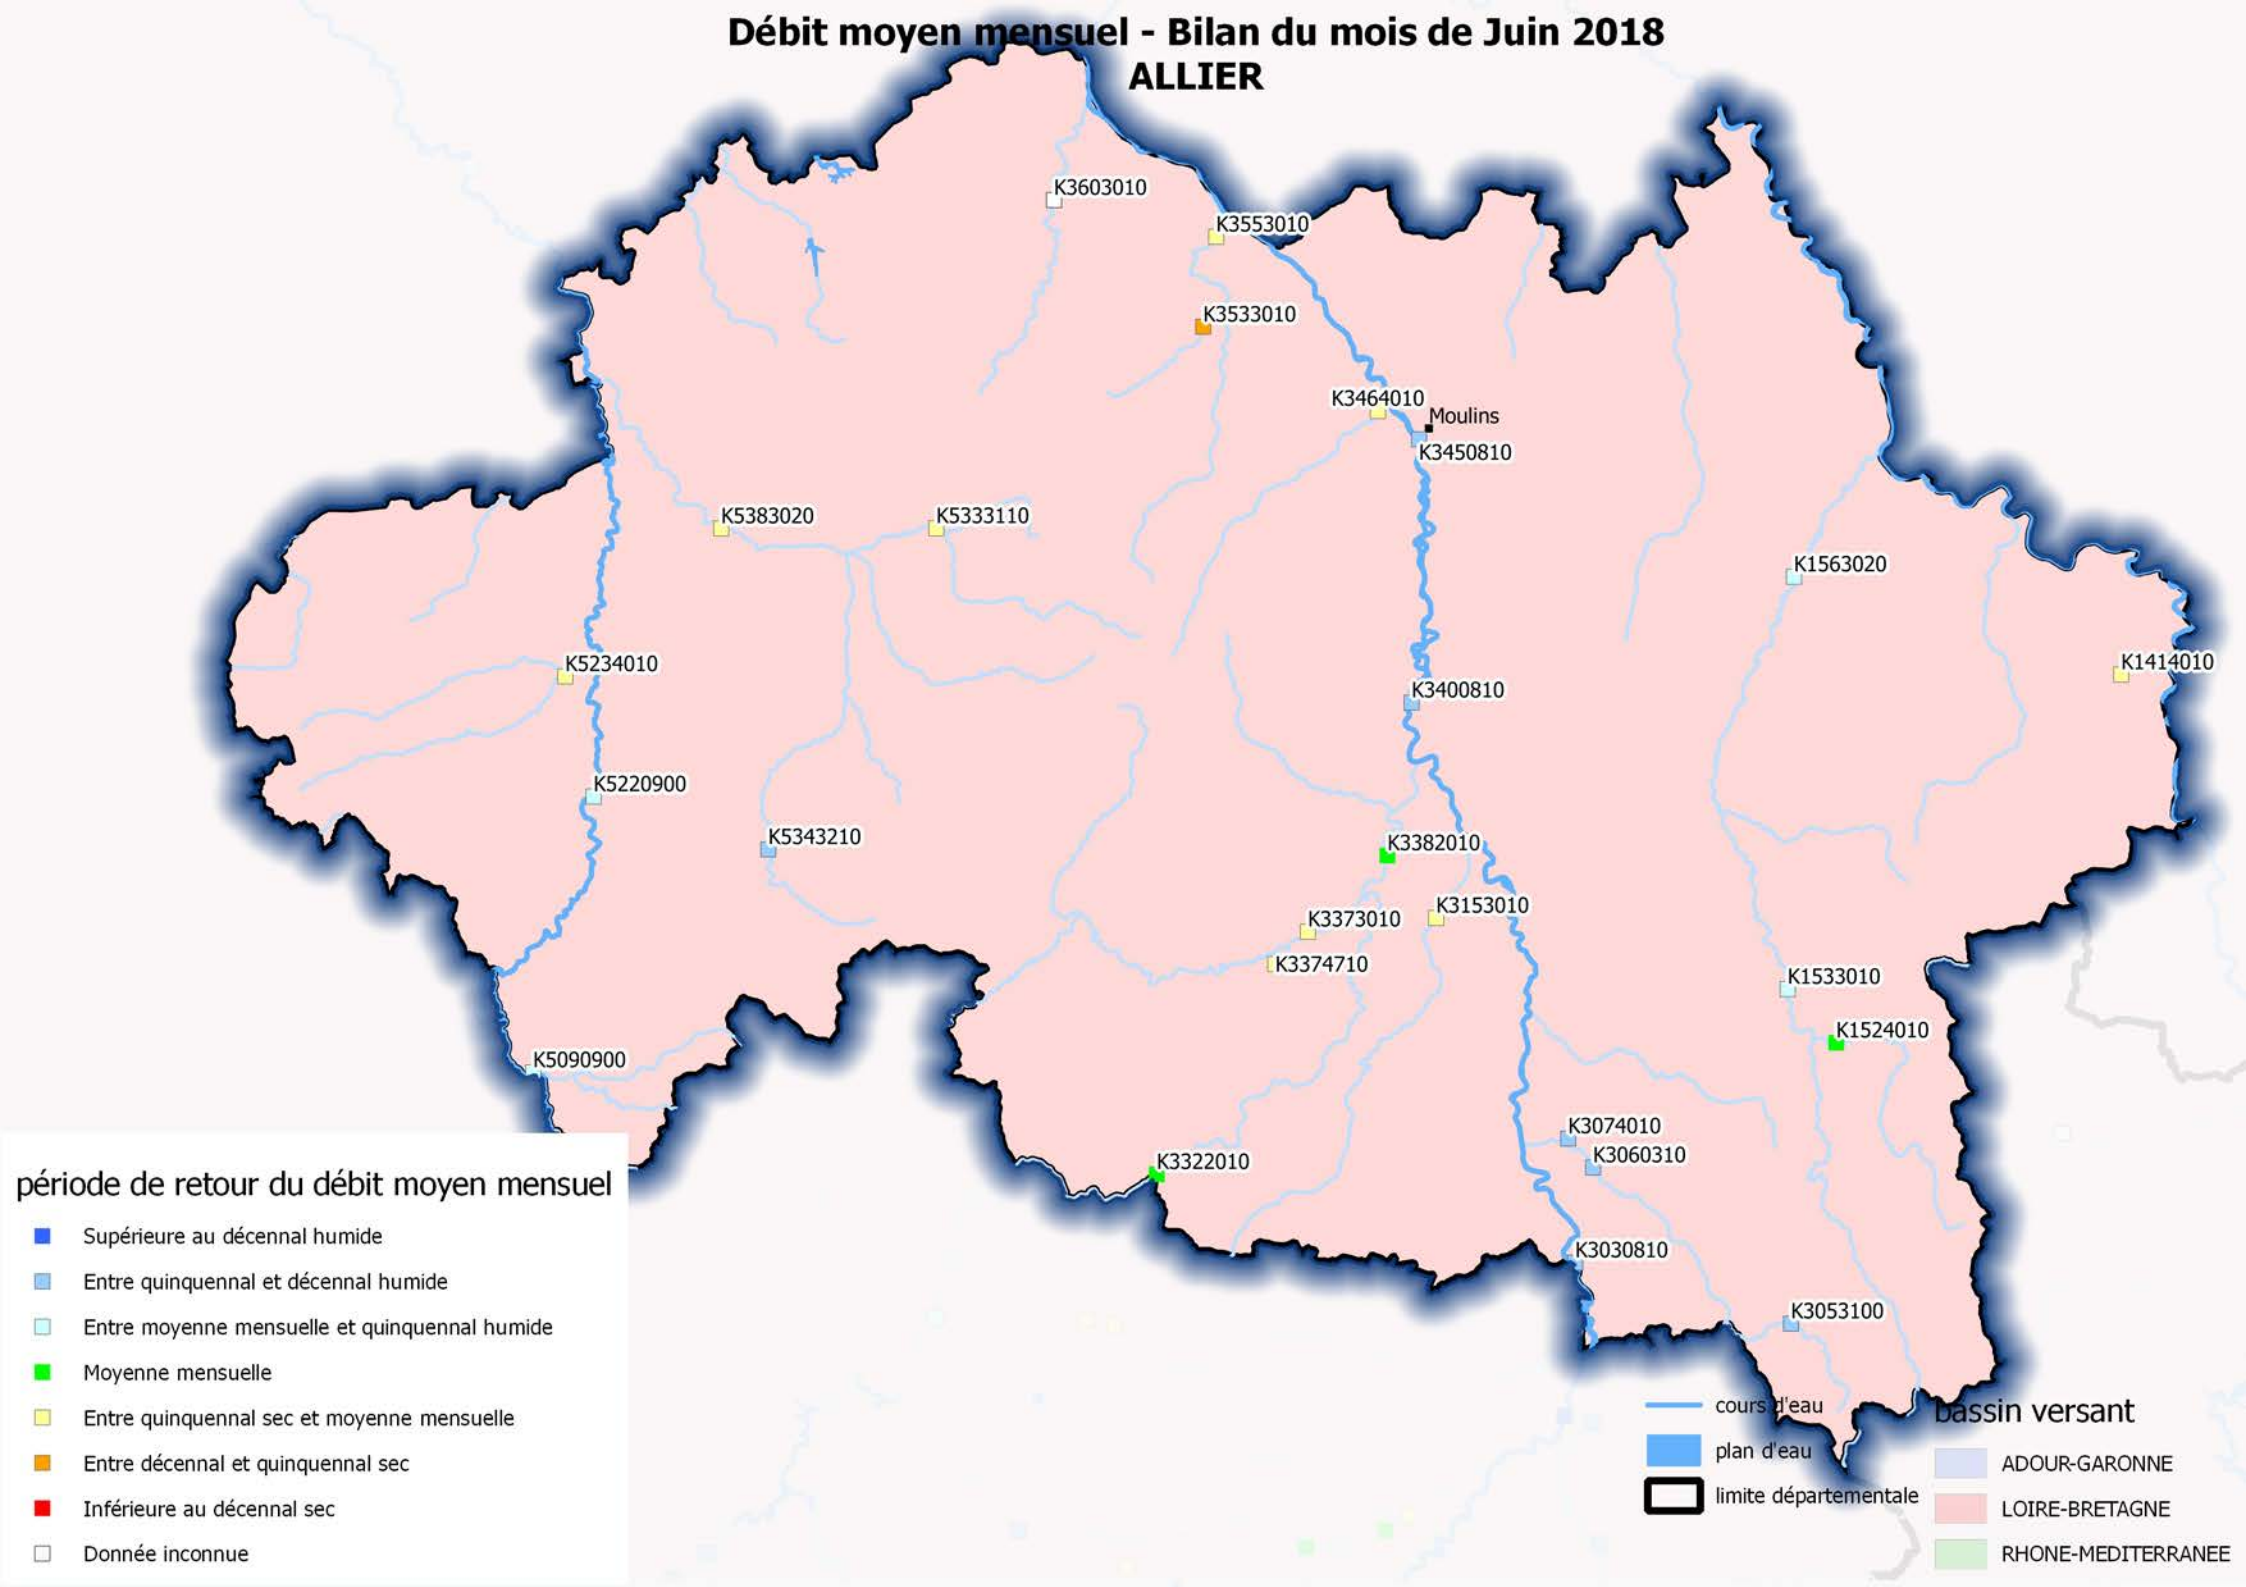 Débit moyen mensuel - Bilan du mois de Juin 2018
ALLIER
K3603010
K3553010
K3533010
K3464010
Moulins
K3450810
K5383020
K5333110
K1563020
K5234010
K1414010
K3400810
K5220900
K5343210
K3382010
K3153010
K3373010
K3374710
K1533010
K1524010
K5090900
K3074010
K3060310
K3322010
K3030810
K3053100
période de retour du débit moyen mensuel
Supérieure au décennal humide
Entre quinquennal et décennal humide
Entre moyenne mensuelle et quinquennal humide
Moyenne mensuelle
Entre quinquennal sec et moyenne mensuelle
Entre décennal et quinquennal sec
Inférieure au décennal sec
Donnée inconnue
cours d'eau
plan d'eau
limite départementale
bassin versant
ADOUR-GARONNE
LOIRE-BRETAGNE
RHONE-MEDITERRANEE